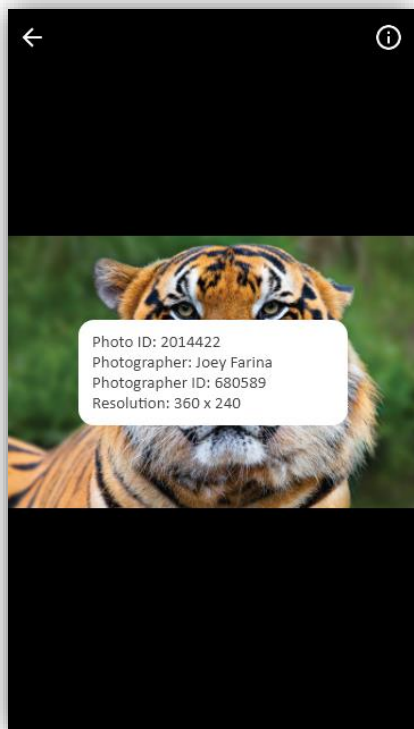 Photo ID: 2014422
Photographer: Joey Farina
Photographer ID: 680589
Resolution: 360 x 240